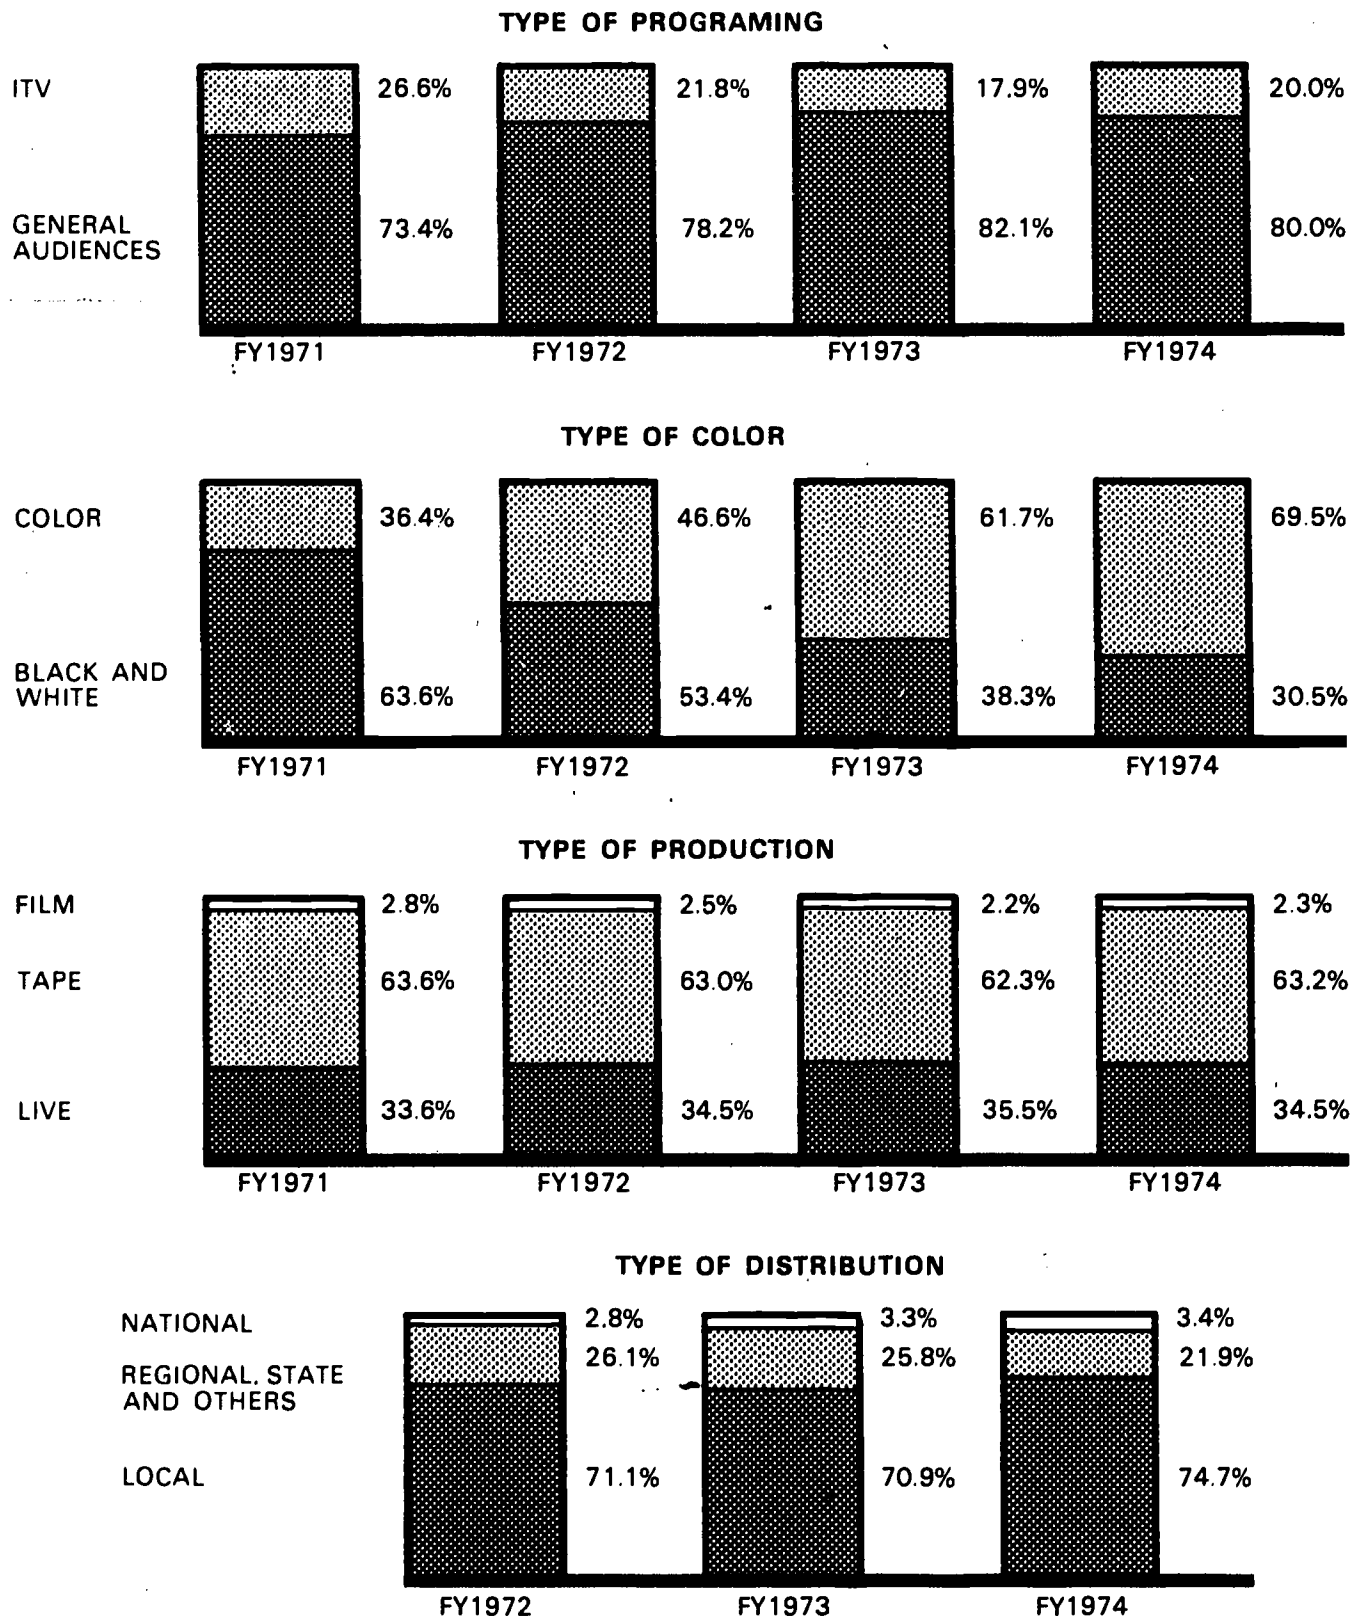 TYPE OF PROGRAMING
ITV 26.6% 21.8% 17.9% 20.0%
GENERAL
AUDIENCES 73.4% 78.2% 82.1% 80.0%
FY1971 FY1972 FY1973 FY1974
TYPE OF COLOR
COLOR 36.4% 46.6% 61.7% 69.5%
BLACK AND
WHITE 63.6% 53.4% 38.3% 30.5%
FY1971 FY1972 FY1973 FY1974
TYPE OF PRODUCTION
FILM 2.8% 2.5% 2.2% 2.3%
TAPE 63.6% 63.0% 62.3% 63.2%
LIVE 33.6% 34.5% 35.5% 34.5%
FY1971 FY1972 FY1973 FY1974
TYPE OF DISTRIBUTION
NATIONAL 2.8% 3.3% 3.4%
26.1% 25.8% 21.9%
REGIONAL, STATE
AND OTHERS
LOCAL 71.1% 70.9% 74.7%
FY1972 FY1973 FY1974